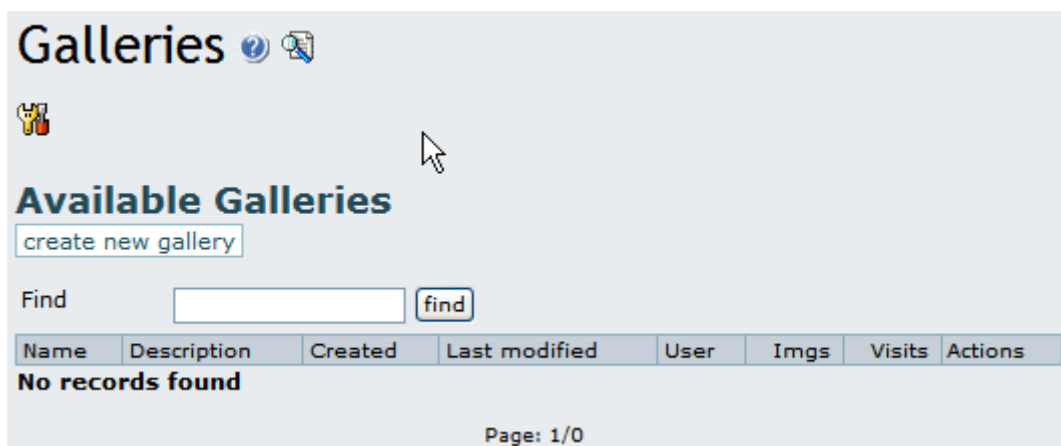 Galleries
Available Galleries
create new gallery
Find find
Name Description Created Last modified User Imgs Visits Actions
No records found
Page: 1/0